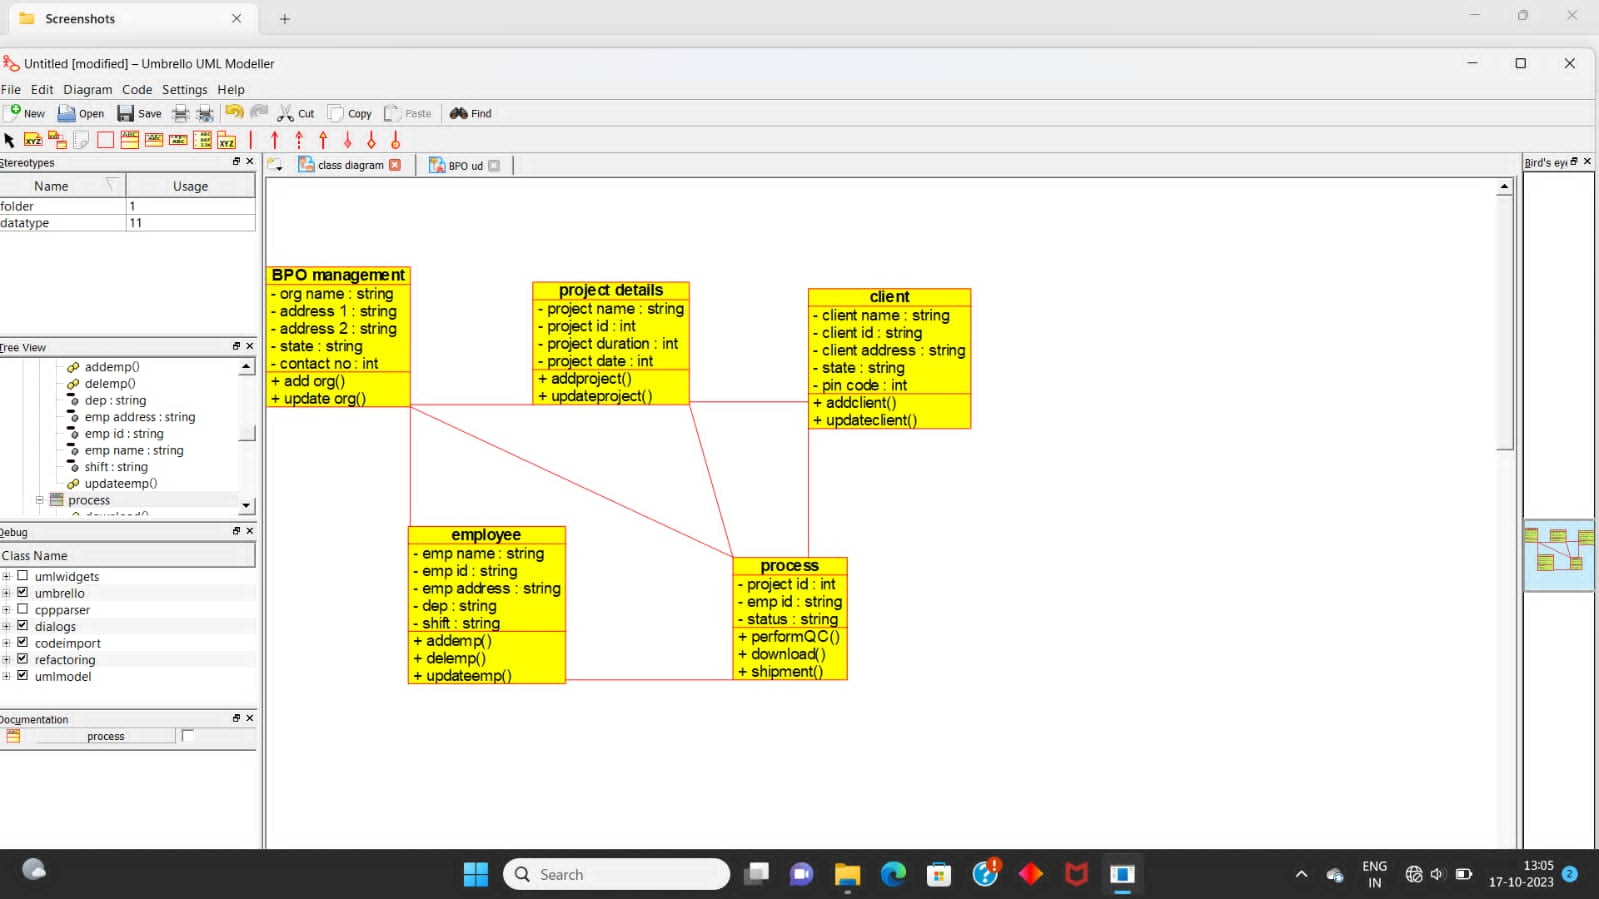 Screenshots
Untitled [modified] – Umbrello UML Modeller
File Edit Diagram Code Settings Help
New Open Save Cut Copy Paste Find
Stereotypes
class diagram BPO ud
Name Usage
folder 1
datatype 11
Tree View
addemp()
delemp()
dep : string
emp address : string
emp id : string
emp name : string
shift : string
updateemp()
process
download()
Debug
Class Name
umlwidgets
umbrello
cppparser
dialogs
codeimport
refactoring
umlmodel
Documentation
process
BPO management
- org name : string
- address 1 : string
- address 2 : string
- state : string
- contact no : int
+ add org()
+ update org()
project details
- project name : string
- project id : int
- project duration : int
- project date : int
+ addproject()
+ updateproject()
client
- client name : string
- client id : string
- client address : string
- state : string
- pin code : int
+ addclient()
+ updateclient()
employee
- emp name : string
- emp id : string
- emp address : string
- dep : string
- shift : string
+ addemp()
+ delemp()
+ updateemp()
process
- project id : int
- emp id : string
- status : string
+ performQC()
+ download()
+ shipment()
Bird's eye
Search
ENG
IN
13:05
17-10-2023
2